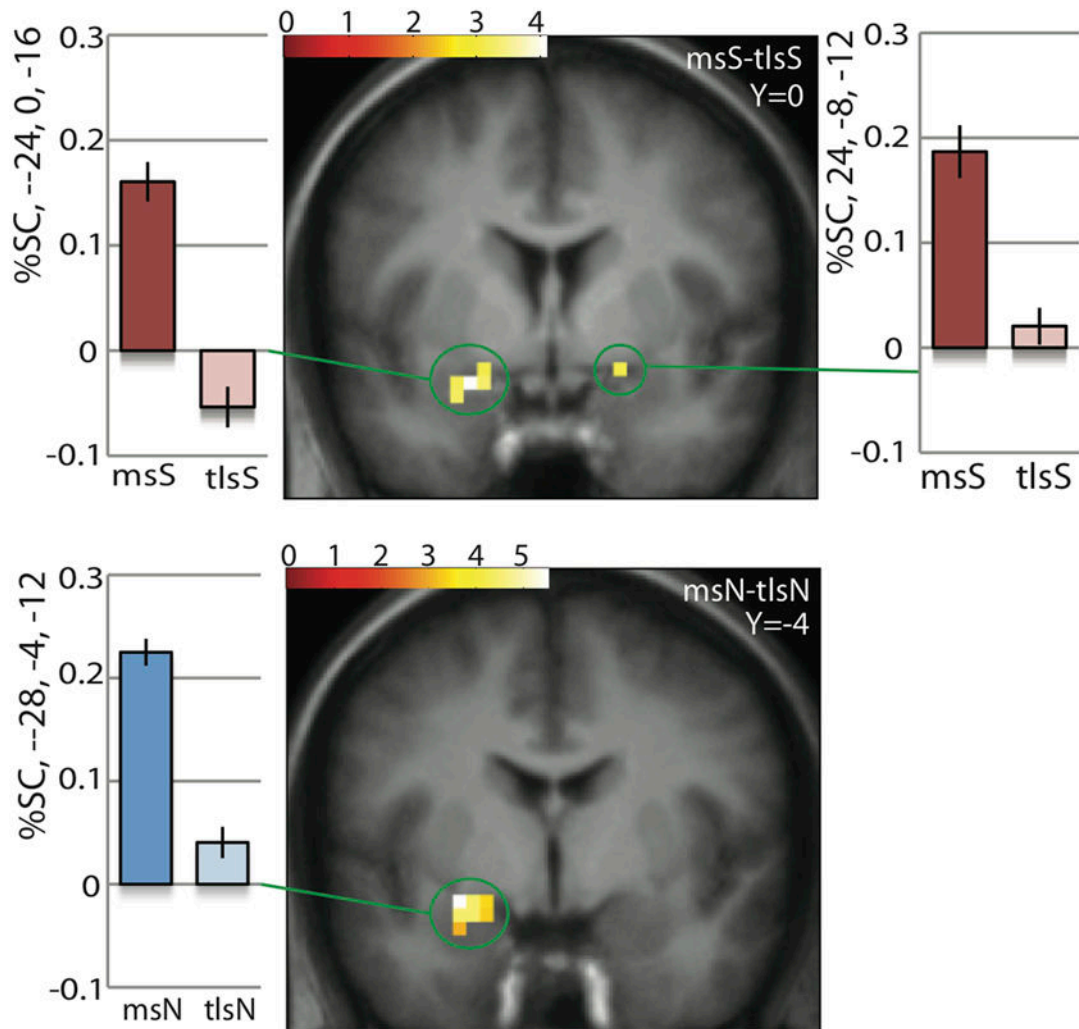 0 1 2 3 4
msS-tlsS
Y=0
%SC, --24, 0, -16
0.3
0.2
0.1
0
-0.1
msS tlsS
%SC, 24, -8, -12
0.3
0.2
0.1
0
-0.1
msS tlsS
0 1 2 3 4 5
msN-tlsN
Y=-4
%SC, --28, -4, -12
0.3
0.2
0.1
0
-0.1
msN tlsN